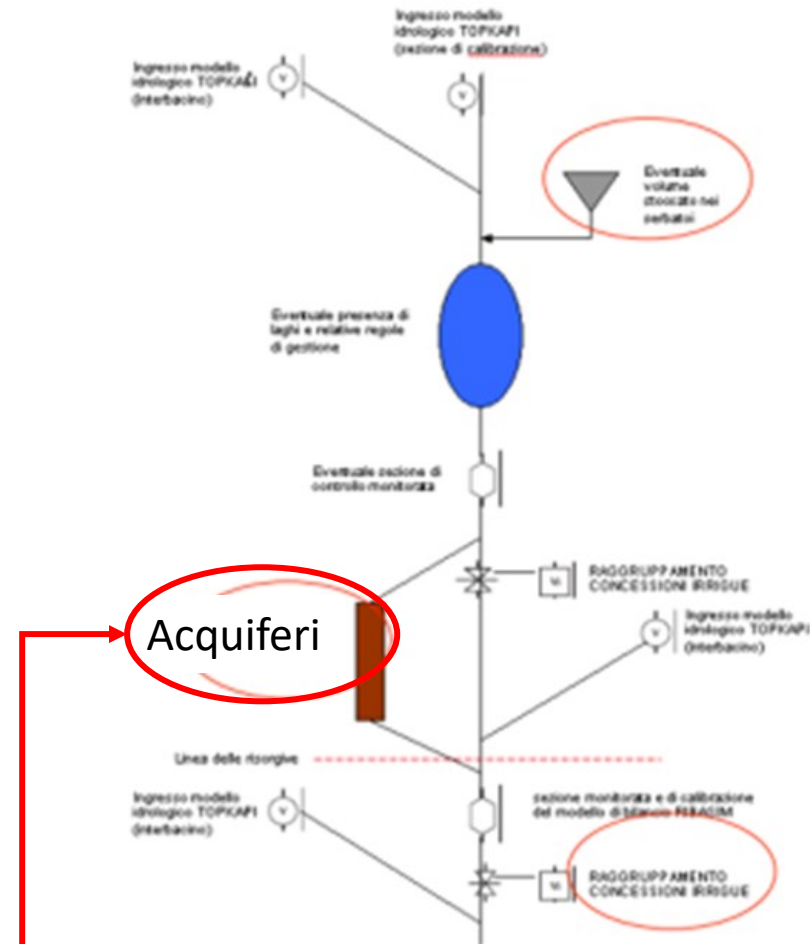 Ingresso modello
idrologico TOPKAPI
(sezione di calibrazione)
Ingresso modello
idrologico TOPKAPI
(Interbacino)
V
V
Eventuale
volume
stoccato nei
serbatoi
Eventuale presenza di
laghi e relative regole
di gestione
Eventuale sezione di
controllo monitorata
RAGGRUPPAMENTO
CONCESSIONI IRRIGUE
Acquiferi
Ingresso modello
idrologico TOPKAPI
(Interbacino)
V
Linea delle risorgive
Ingresso modello
idrologico TOPKAPI
(Interbacino)
V
sezione monitorata e di calibrazione
del modello di bilancio RIBASIM
RAGGRUPPAMENTO
CONCESSIONI IRRIGUE